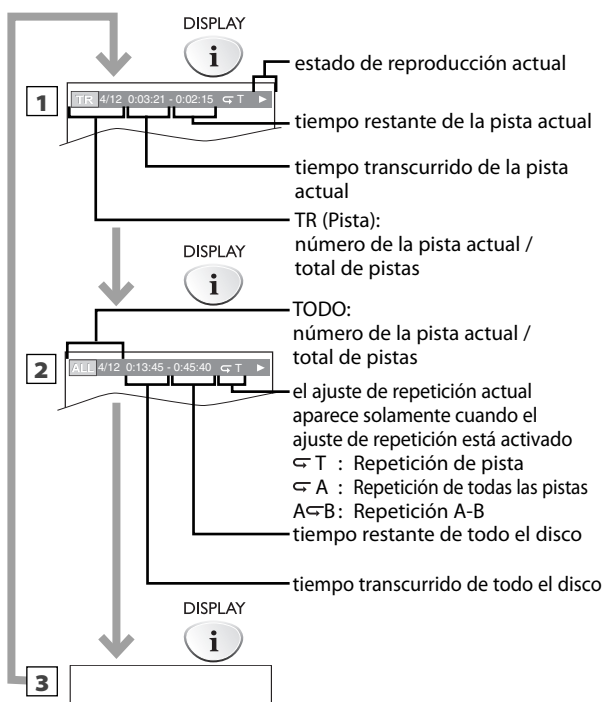 DISPLAY
i
estado de reproducción actual
1
TR 4/12 0:03:21 - 0:02:15 T
tiempo restante de la pista actual
tiempo transcurrido de la pista
actual
TR (Pista):
número de la pista actual /
total de pistas
DISPLAY
i
TODO:
número de la pista actual /
total de pistas
2
ALL 4/12 0:13:45 - 0:45:40 T
el ajuste de repetición actual
aparece solamente cuando el
ajuste de repetición está activado
T : Repetición de pista
A : Repetición de todas las pistas
A B : Repetición A-B
tiempo restante de todo el disco
tiempo transcurrido de todo el disco
DISPLAY
i
3